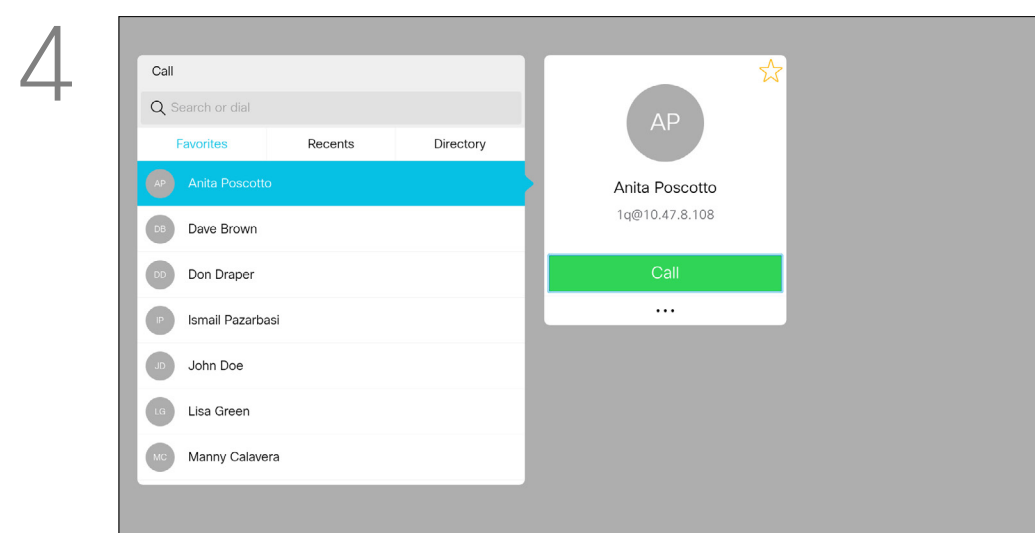 4
Call
Search or dial
Favorites Recents Directory
AP Anita Poscotto
DB Dave Brown
DD Don Draper
IP Ismail Pazarbasi
JD John Doe
LG Lisa Green
MC Manny Calavera
AP
Anita Poscotto
1q@10.47.8.108
Call
...